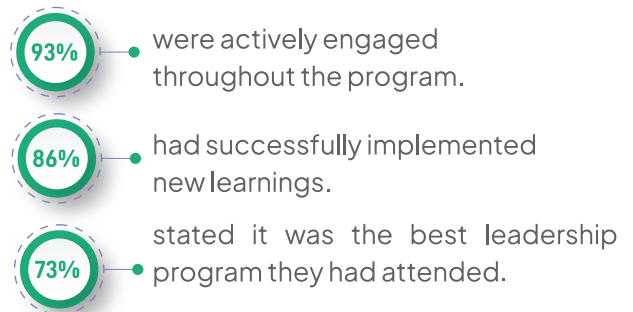 93%
were actively engaged
throughout the program.
86%
had successfully implemented
new learnings.
73%
stated it was the best leadership
program they had attended.